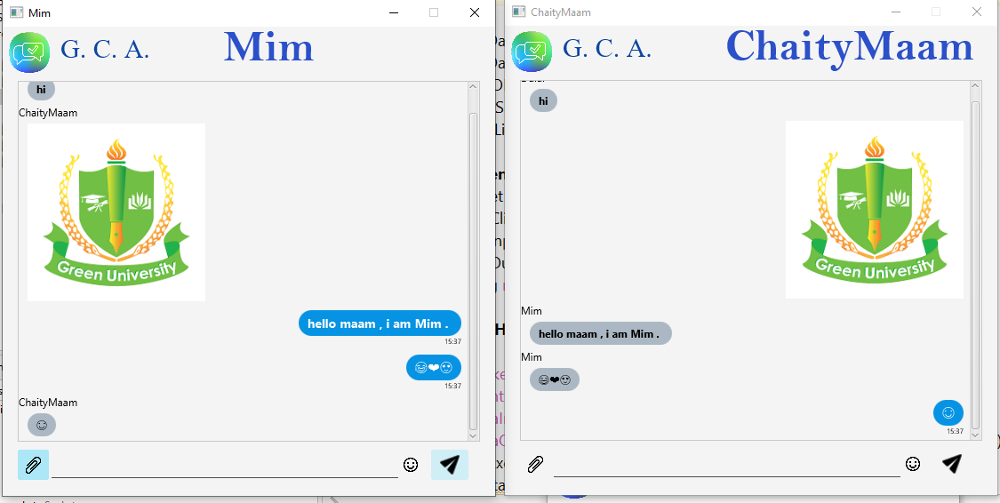 Mim
G. C. A. Mim
hi
ChaityMaam
Green University
hello maam , i am Mim .
15:37
😂❤😍
15:37
ChaityMaam
☺
ChaityMaam
G. C. A. ChaityMaam
hi
Green University
Mim
hello maam , i am Mim .
Mim
😂❤😍
☺
15:37